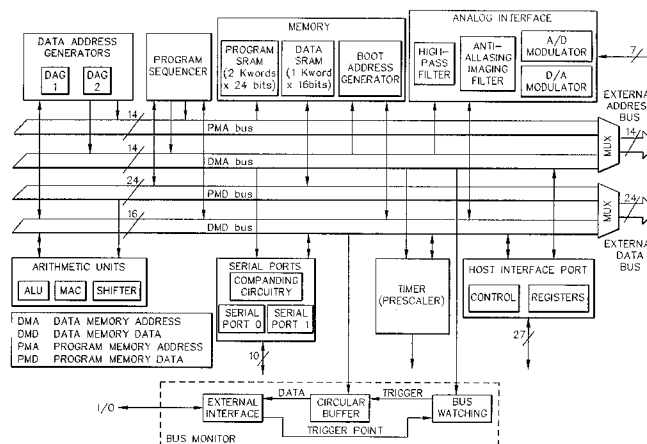 DATA ADDRESS
GENERATORS
DAG
1
DAG
2
PROGRAM
SEQUENCER
MEMORY
PROGRAM
SRAM
(2 Kwords
x 24 bits)
DATA
SRAM
(1 Kword
x 16bits)
BOOT
ADDRESS
GENERATOR
ANALOG INTERFACE
HIGH-
PASS
FILTER
ANTI-
ALLASING
IMAGING
FILTER
A/D
MODULATOR
D/A
MODULATOR
7
EXTERNAL
ADDRESS
BUS
14
PMA bus
14
DMA bus
MUX
14
24
PMD bus
16
DMD bus
MUX
24
EXTERNAL
DATA
BUS
ARITHMETIC UNITS
ALU
MAC
SHIFTER
SERIAL PORTS
COMPANDING
CIRCUITRY
SERIAL
PORT 0
SERIAL
PORT 1
10
TIMER
(PRESCALER)
HOST INTERFACE PORT
CONTROL
REGISTERS
27
DMA DATA MEMORY ADDRESS
DMD DATA MEMORY DATA
PMA PROGRAM MEMORY ADDRESS
PMD PROGRAM MEMORY DATA
I/O
EXTERNAL
INTERFACE
DATA
CIRCULAR
BUFFER
TRIGGER
BUS
WATCHING
TRIGGER POINT
BUS MONITOR